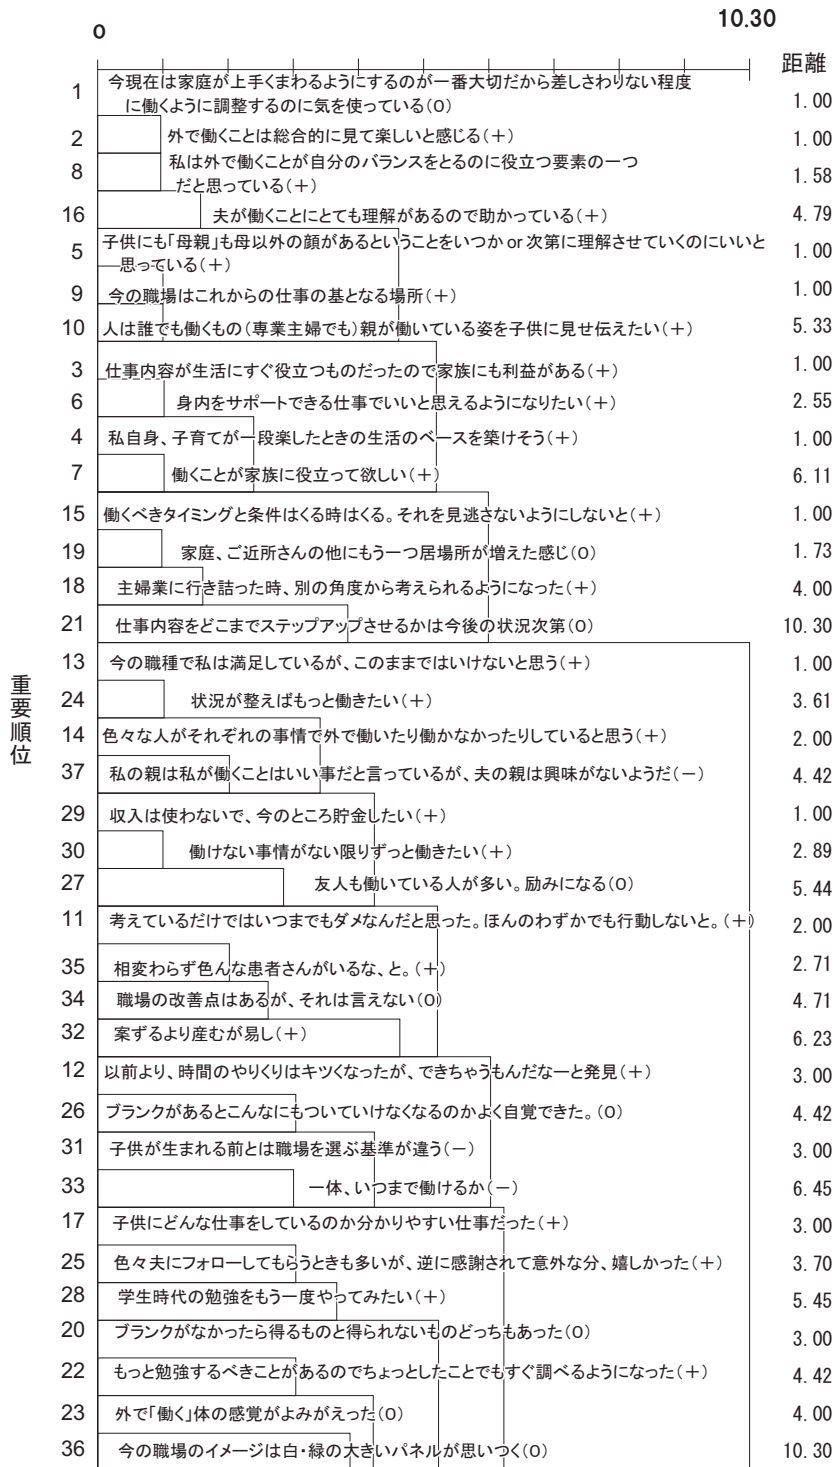 0
10.30
距離
1
今現在は家庭が上手くまわるようにするのが一番大切だから差しさわりない程度
に働くように調整するのに気を使っている(0)
1.00
2
外で働くことは総合的に見て楽しいと感じる(+)
1.00
8
私は外で働くことが自分のバランスをとるのに役立つ要素の一つ
だと思っている(+)
1.58
16
夫が働くことにとても理解があるので助かっている(+)
4.79
5
子供にも「母親」も母以外の顔があるということをいつか or 次第に理解させていくのにいいと
思っている(+)
1.00
9
今の職場はこれからの仕事の基となる場所(+)
1.00
10
人は誰でも働くもの(専業主婦でも)親が働いている姿を子供に見せ伝えたい(+)
5.33
3
仕事内容が生活にすぐ役立つものだったので家族にも利益がある(+)
1.00
6
身内をサポートできる仕事でいいと思えるようになりたい(+)
2.55
4
私自身、子育てが一段楽したときの生活のベースを築けそう(+)
1.00
7
働くことが家族に役立って欲しい(+)
6.11
15
働くべきタイミングと条件はくる時はくる。それを見逃さないようにしないと(+)
1.00
19
家庭、ご近所さんの他にもう一つ居場所が増えた感じ(0)
1.73
18
主婦業に行き詰った時、別の角度から考えられるようになった(+)
4.00
21
仕事内容をどこまでステップアップさせるかは今後の状況次第(0)
10.30
重要順位
13
今の職種で私は満足しているが、このままではいけないと思う(+)
1.00
24
状況が整えばもっと働きたい(+)
3.61
14
色々な人がそれぞれの事情で外で働いたり働かなかったりしていると思う(+)
2.00
37
私の親は私が働くことはいい事だと言っているが、夫の親は興味がないようだ(-)
4.42
29
収入は使わないで、今のところ貯金したい(+)
1.00
30
働けない事情がない限りずっと働きたい(+)
2.89
27
友人も働いている人が多い。励みになる(0)
5.44
11
考えているだけではいつまでもダメなんだと思った。ほんのわずかでも行動しないと。(+)
2.00
35
相変わらず色んな患者さんがいるな、と。(+)
2.71
34
職場の改善点はあるが、それは言えない(0)
4.71
32
案ずるより産むが易し(+)
6.23
12
以前より、時間のやりくりはキツくなったが、できちゃうもんだなーと発見(+)
3.00
26
ブランクがあるとこんなにもついていけなくなるのかよく自覚できた。(0)
4.42
31
子供が生まれる前とは職場を選ぶ基準が違う(-)
3.00
33
一体、いつまで働けるか(-)
6.45
17
子供にどんな仕事をしているのか分かりやすい仕事だった(+)
3.00
25
色々夫にフォローしてもらうときも多いが、逆に感謝されて意外な分、嬉しかった(+)
3.70
28
学生時代の勉強をもう一度やってみたい(+)
5.45
20
ブランクがなかったら得るものと得られないものどっちもあった(0)
3.00
22
もっと勉強するべきことがあるのでちょっとしたことでもすぐ調べるようになった(+)
4.42
23
外で「働く」体の感覚がよみがえった(0)
4.00
36
今の職場のイメージは白・緑の大きいパネルが思いつく(0)
10.30